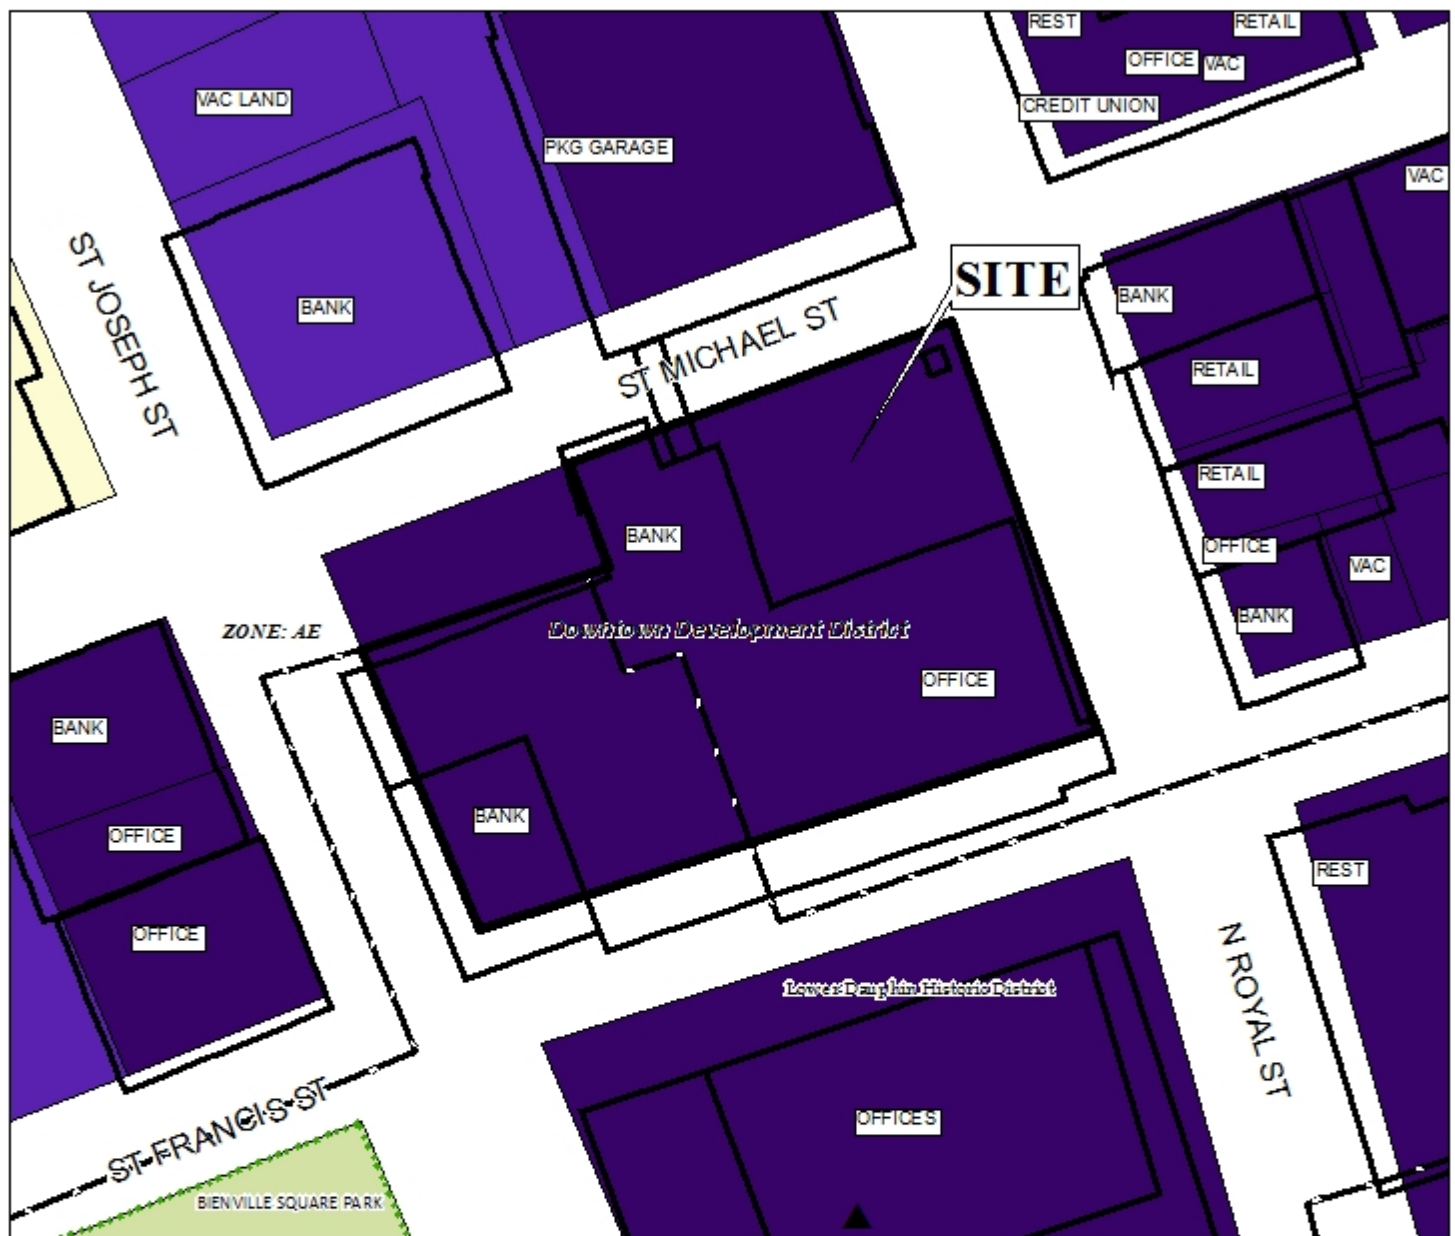 REST
RETAIL
OFFICE
VAC
VAC LAND
CREDIT UNION
PKG GARAGE
VAC
ST JOSEPH ST
SITE
BANK
BANK
ST MICHAEL ST
RETAIL
RETAIL
BANK
OFFICE
VAC
BANK
ZONE: AE
Downtown Development District
OFFICE
BANK
BANK
OFFICE
REST
OFFICE
N ROYAL ST
Lower Dauphin Historic District
OFFICES
ST FRANCIS ST
BIENVILLE SQUARE PARK